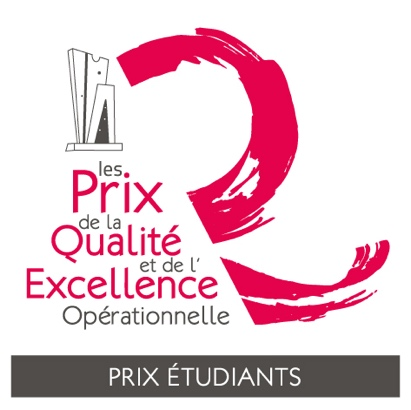 les
Prix
de la
Qualité
et de l'
Excellence
Opérationnelle
PRIX ÉTUDIANTS